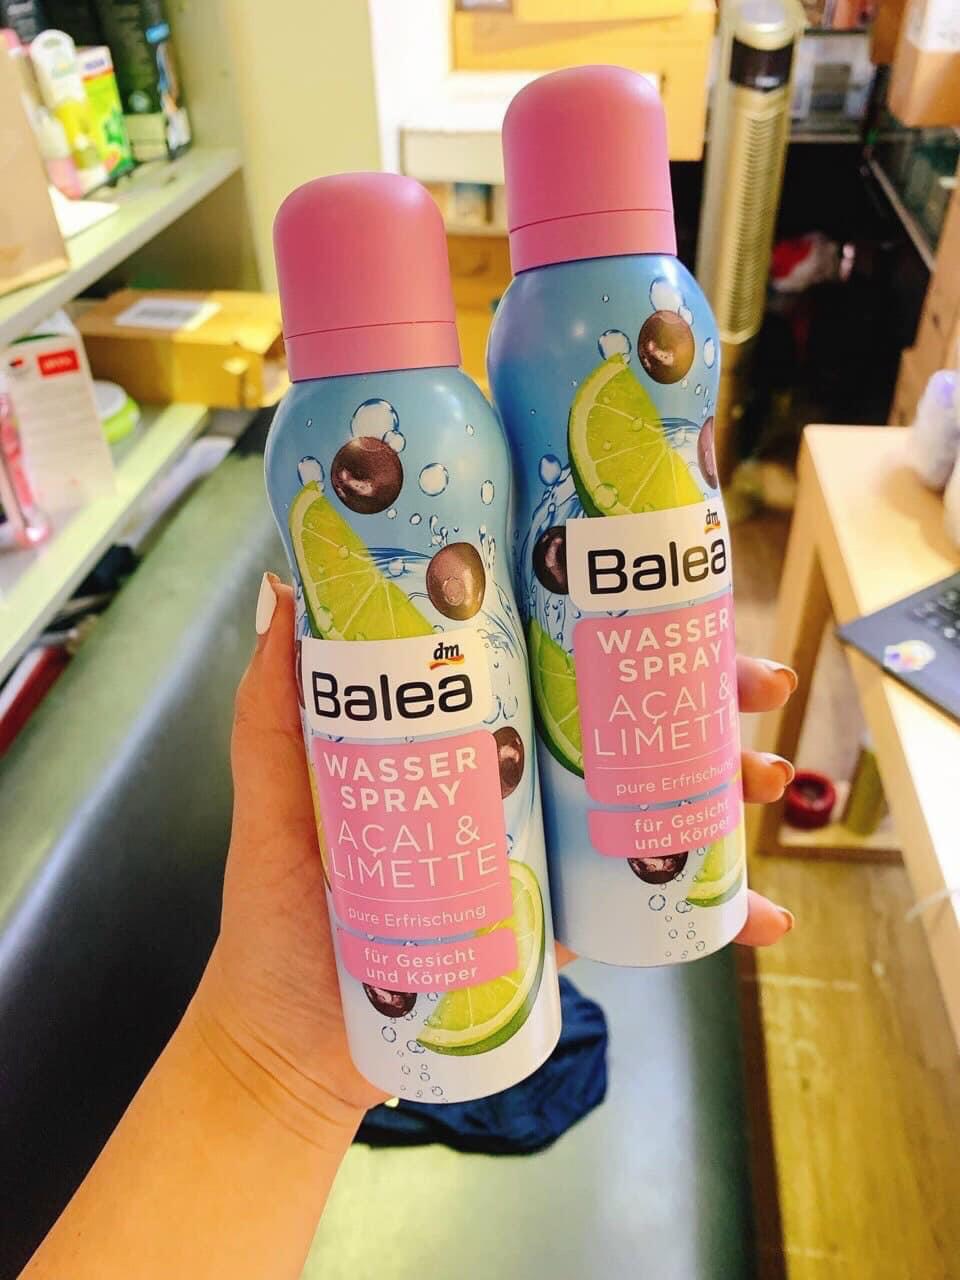 dm
Balea
WASSER
SPRAY
AÇAI &
LIMETTE
pure Erfrischung
für Gesicht
und Körper
dm
Balea
WASSER
SPRAY
AÇAI &
LIMETTE
pure Erfrischung
für Gesicht
und Körper